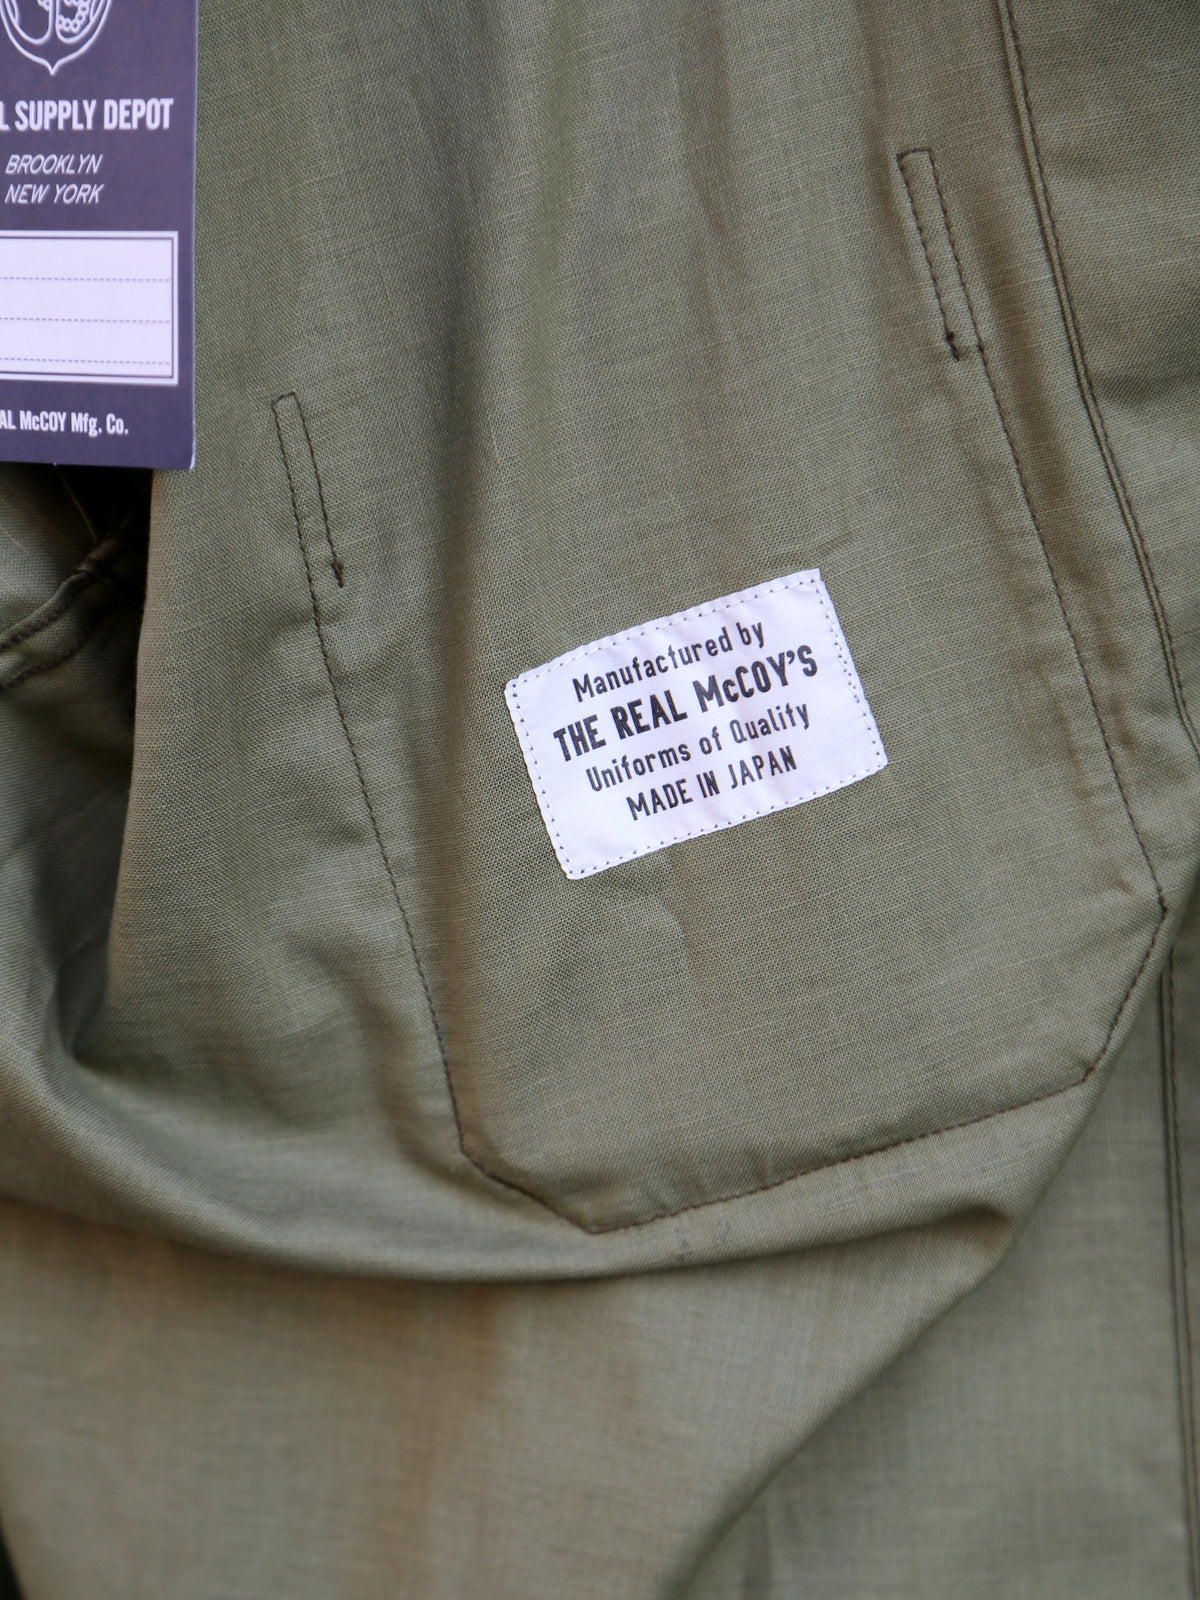 L SUPPLY DEPOT
BROOKLYN
NEW YORK
AL McCOY Mfg. Co.
Manufactured by
THE REAL McCOY'S
Uniforms of Quality
MADE IN JAPAN